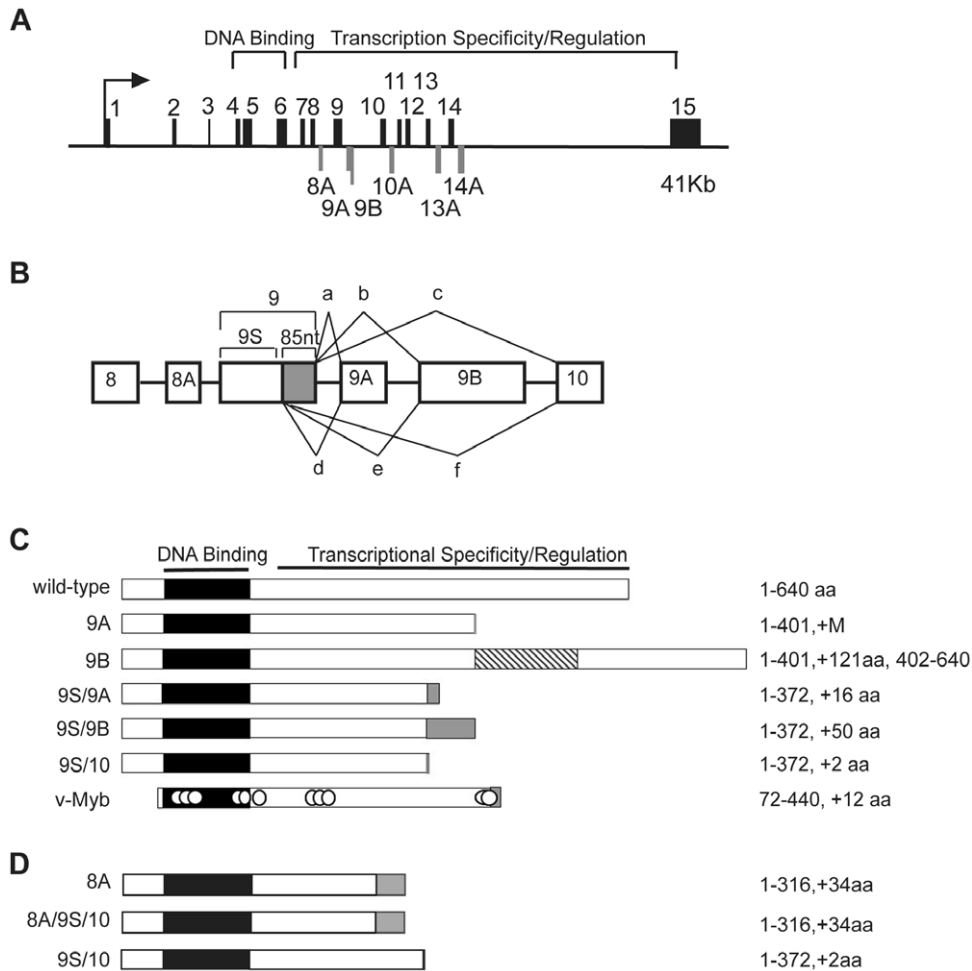 A
DNA Binding Transcription Specificity/Regulation
11 13
1 2 3 4 5 6 7 8 9 10 12 14 15
8A 10A 14A 41Kb
9A 9B 13A
B
9 a b c
9S 85nt
8 8A 9A 9B 10
d e f
C
DNA Binding Transcriptional Specificity/Regulation
wild-type 1-640 aa
9A 1-401,+M
9B 1-401,+121aa, 402-640
9S/9A 1-372, +16 aa
9S/9B 1-372, +50 aa
9S/10 1-372, +2 aa
v-Myb 72-440, +12 aa
D
8A 1-316,+34aa
8A/9S/10 1-316,+34aa
9S/10 1-372,+2aa